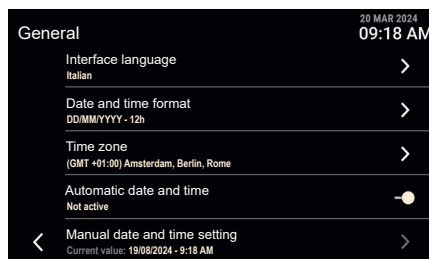 General
20 MAR 2024
09:18 AM
Interface language
Italian
Date and time format
DD/MM/YYYY - 12h
Time zone
(GMT +01:00) Amsterdam, Berlin, Rome
Automatic date and time
Not active
Manual date and time setting
Current value: 19/08/2024 - 9:18 AM